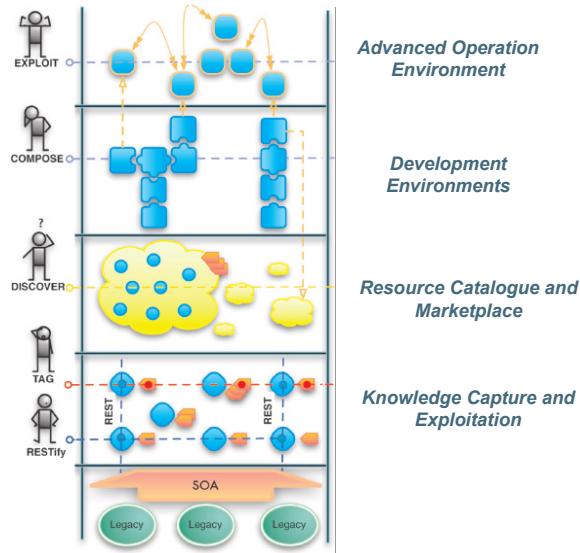 EXPLOIT
Advanced Operation
Environment
COMPOSE
Development
Environments
?
DISCOVER
Resource Catalogue and
Marketplace
TAG
REST
REST
Knowledge Capture and
Exploitation
RESTify
SOA
Legacy
Legacy
Legacy